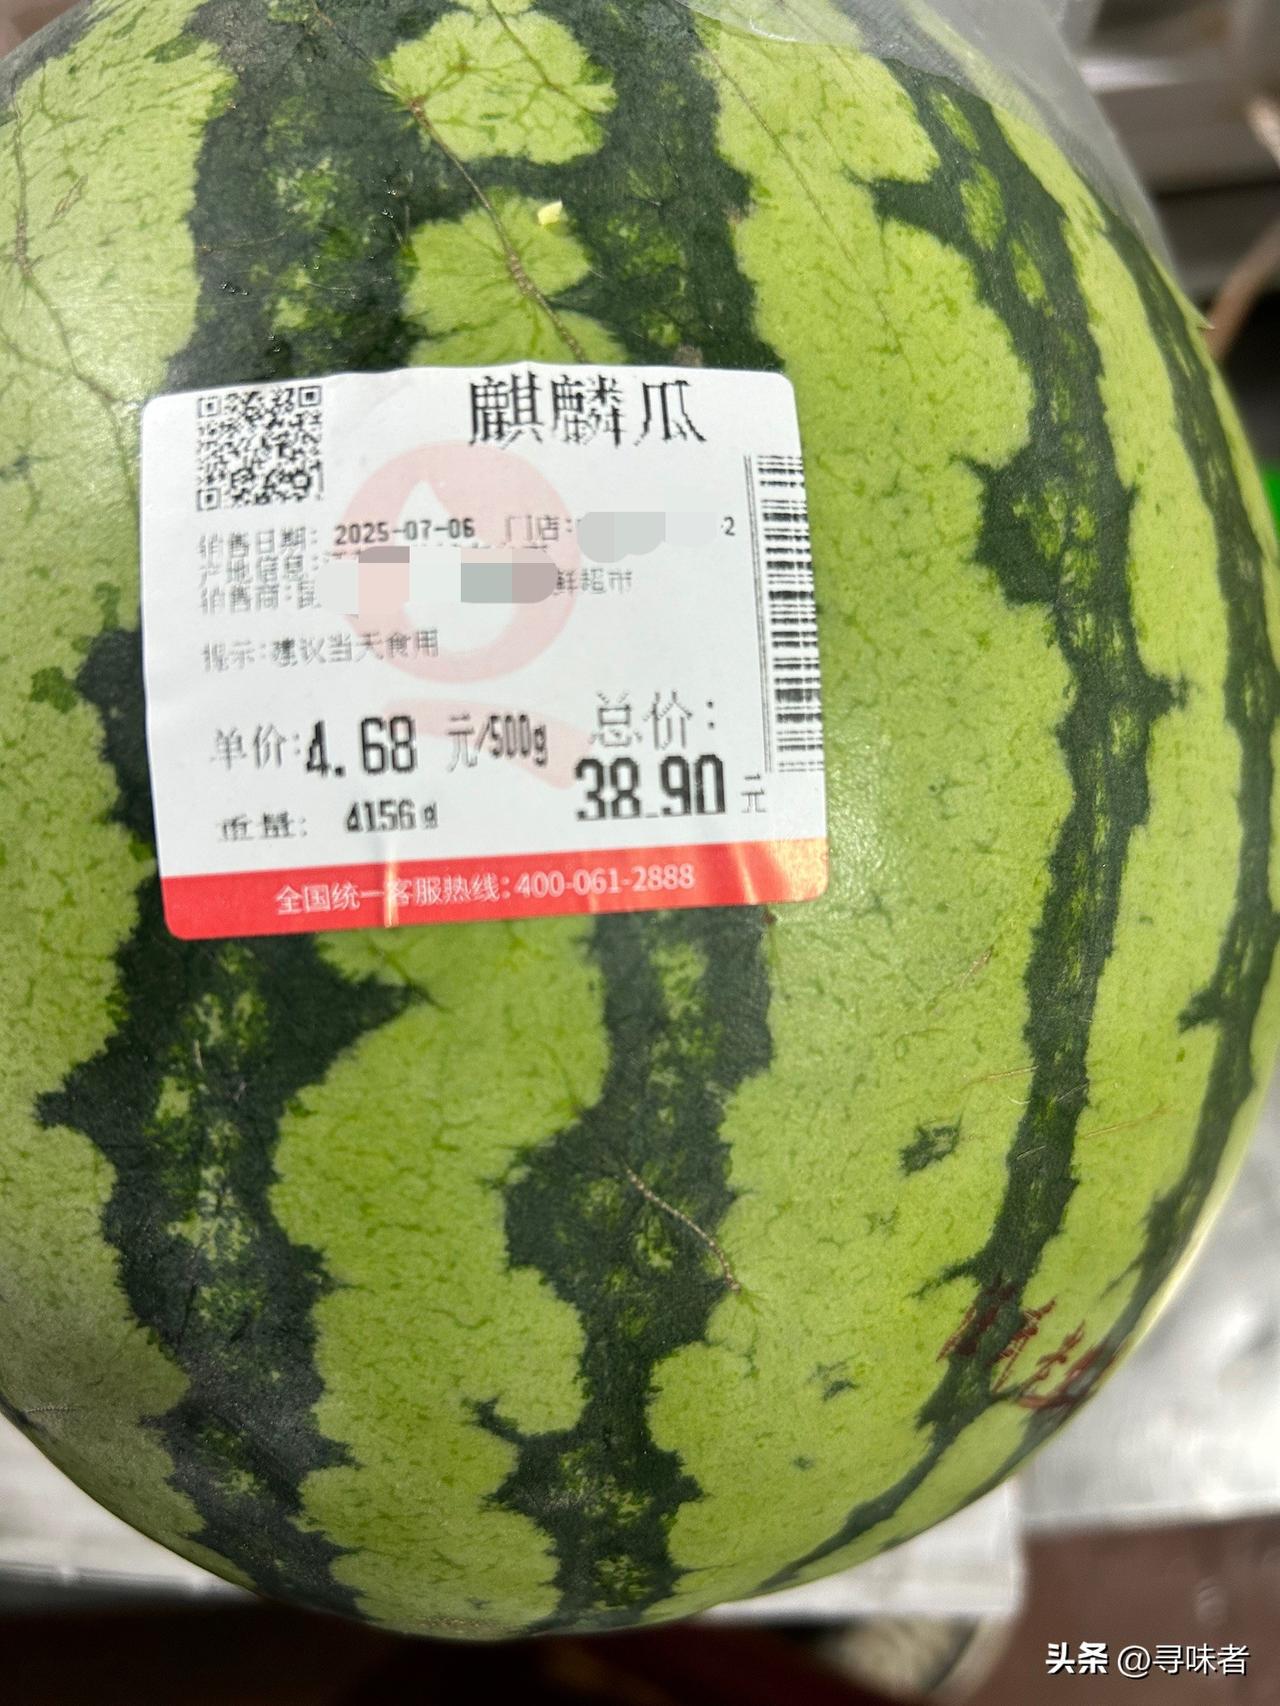 麒麟瓜
销售日期: 2025-07-06 门店: 2
产地信息:
销售商: 鲜超市
提示:建议当天食用
单价:4.68 元/500g
总价:
38.90 元
重量: 4156g
全国统一客服热线:400-061-2888
头条 @寻味者